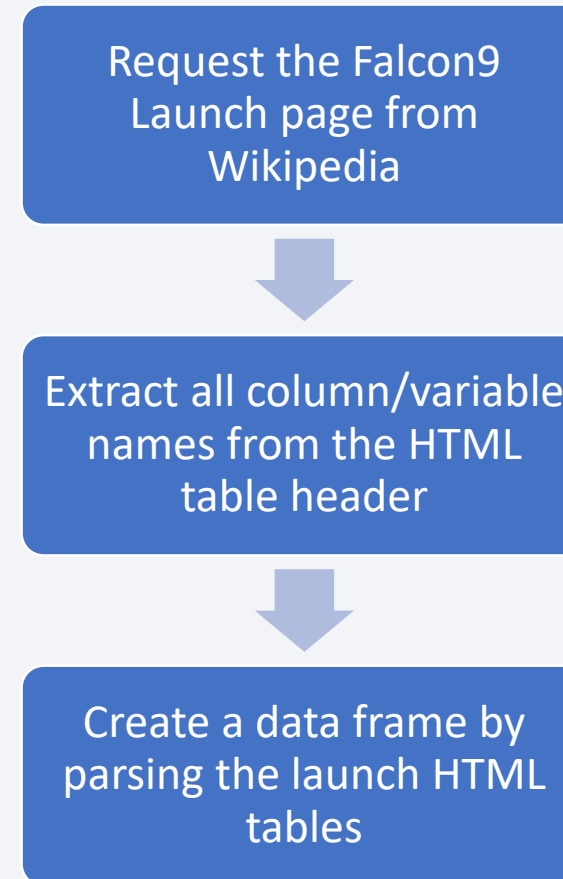 Request the Falcon9
Launch page from
Wikipedia
Extract all column/variable
names from the HTML
table header
Create a data frame by
parsing the launch HTML
tables